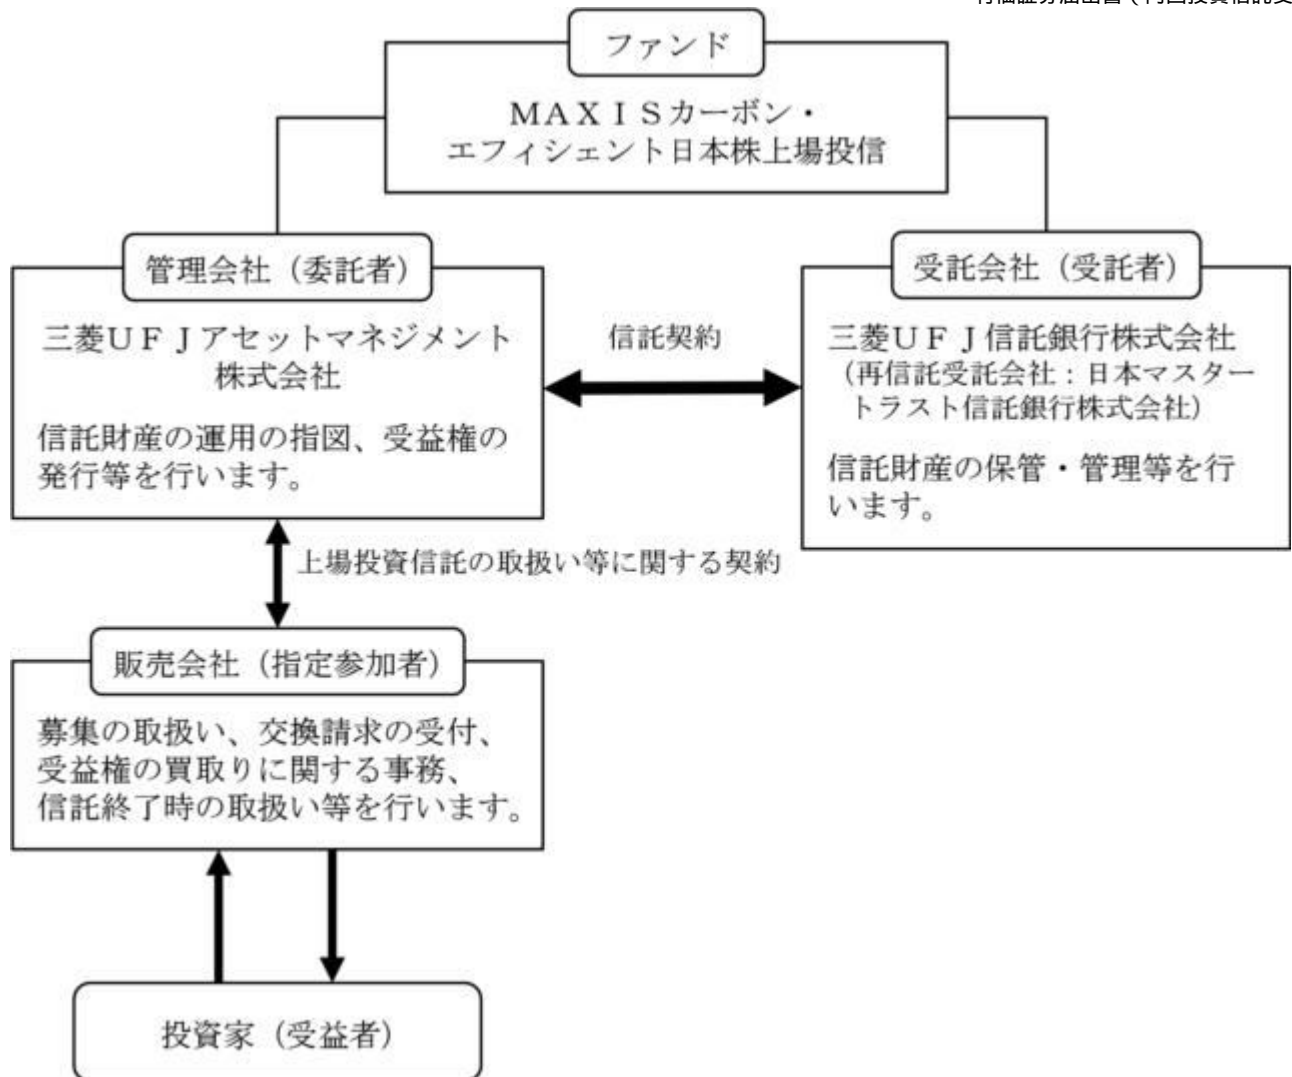 ファンド
ＭＡＸＩＳカーボン・
エフィシェント日本株上場投信
管理会社（委託者）
三菱ＵＦＪアセットマネジメント
株式会社
信託財産の運用の指図、受益権の
発行等を行います。
信託契約
受託会社（受託者）
三菱ＵＦＪ信託銀行株式会社
（再信託受託会社：日本マスター
トラスト信託銀行株式会社）
信託財産の保管・管理等を行
います。
上場投資信託の取扱い等に関する契約
販売会社（指定参加者）
募集の取扱い、交換請求の受付、
受益権の買取りに関する事務、
信託終了時の取扱い等を行います。
投資家（受益者）